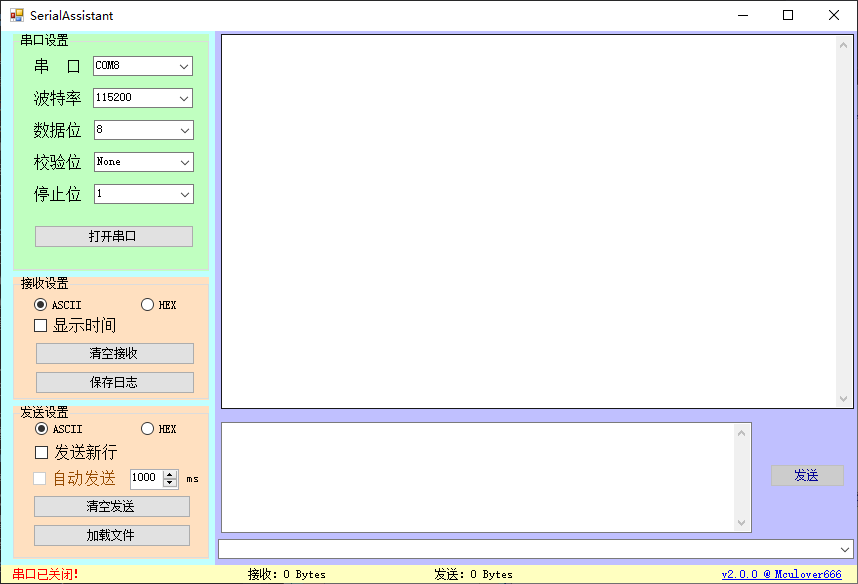 SerialAssistant
串口设置
串 口 COM8
波特率 115200
数据位 8
校验位 None
停止位 1
打开串口
接收设置
ASCII HEX
显示时间
清空接收
保存日志
发送设置
ASCII HEX
发送新行
自动发送 1000 ms
清空发送
加载文件
发送
串口已关闭! 接收: 0 Bytes 发送: 0 Bytes v2.0.0 @ Mculover666